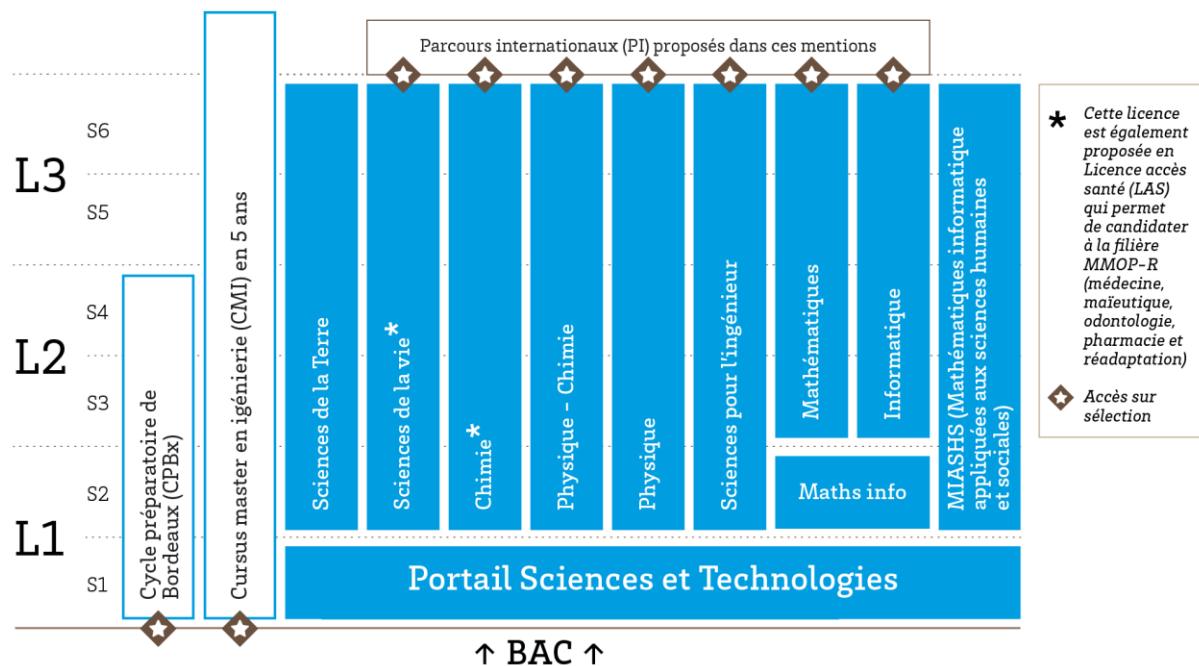 Parcours internationaux (PI) proposés dans ces mentions
L3
S6
S5
L2
S4
S3
L1
S2
S1
Cycle préparatoire de
Bordeaux (CPBx)
Cursus master en igénierie (CMI) en 5 ans
Sciences de la Terre
Sciences de la vie*
Chimie*
Physique - Chimie
Physique
Sciences pour l'ingénieur
Mathématiques
Informatique
Maths info
MIASHS (Mathématiques informatique
appliquées aux sciences humaines
et sociales)
Portail Sciences et Technologies
↑ BAC ↑
* Cette licence
est également
proposée en
Licence accès
santé (LAS)
qui permet
de candidater
à la filière
MMOP-R
(médecine,
maïeutique,
odontologie,
pharmacie et
réadaptation)
Accès sur
sélection